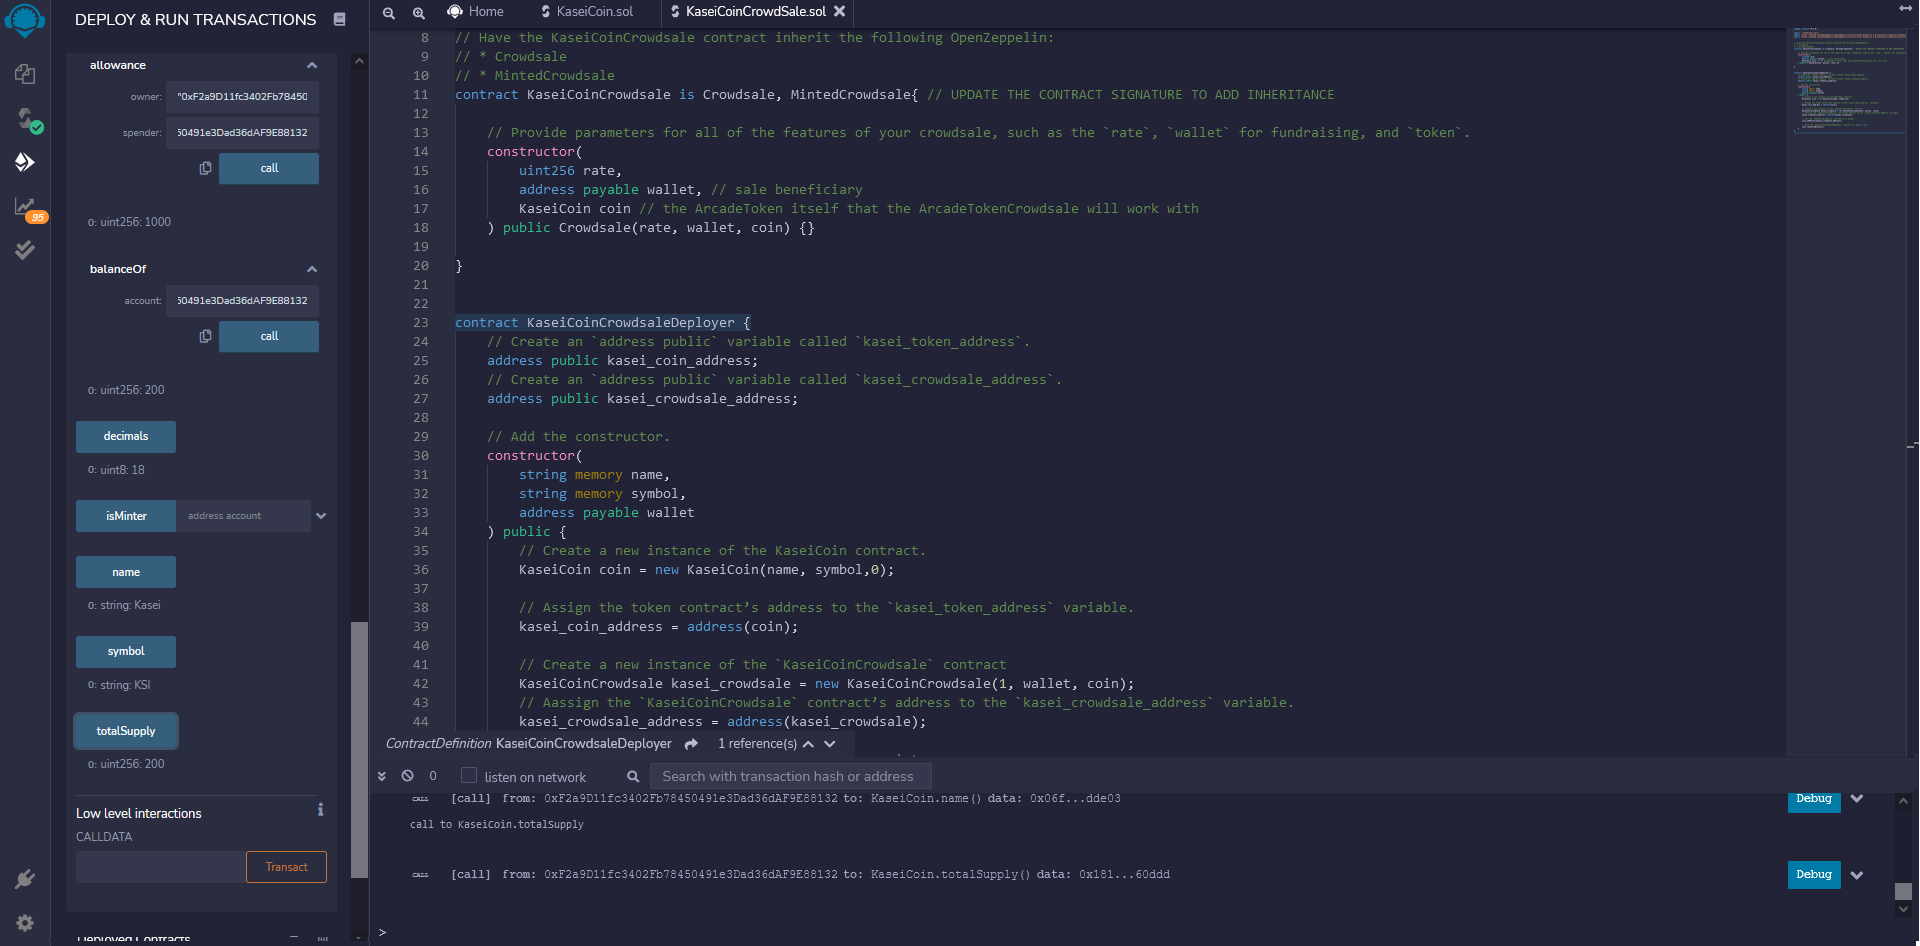 DEPLOY & RUN TRANSACTIONS
allowance
owner: "0xF2a9D11fc3402Fb78450
spender: 50491e3Dad36dAF9E88132
call
0: uint256: 1000
balanceOf
account: 50491e3Dad36dAF9E88132
call
0: uint256: 200
decimals
0: uint8: 18
isMinter address account
name
0: string: Kasei
symbol
0: string: KSI
totalSupply
0: uint256: 200
Low level interactions
CALLDATA
Transact
Deployed Contracts
95
Home KaseiCoin.sol KaseiCoinCrowdSale.sol
8 // Have the KaseiCoinCrowdsale contract inherit the following OpenZeppelin:
9 // * Crowdsale
10 // * MintedCrowdsale
11 contract KaseiCoinCrowdsale is Crowdsale, MintedCrowdsale{ // UPDATE THE CONTRACT SIGNATURE TO ADD INHERITANCE
12
13 // Provide parameters for all of the features of your crowdsale, such as the `rate`, `wallet` for fundraising, and `token`.
14 constructor(
15 uint256 rate,
16 address payable wallet, // sale beneficiary
17 KaseiCoin coin // the ArcadeToken itself that the ArcadeTokenCrowdsale will work with
18 ) public Crowdsale(rate, wallet, coin) {}
19
20 }
21
22
23 contract KaseiCoinCrowdsaleDeployer {
24 // Create an `address public` variable called `kasei_token_address`.
25 address public kasei_coin_address;
26 // Create an `address public` variable called `kasei_crowdsale_address`.
27 address public kasei_crowdsale_address;
28
29 // Add the constructor.
30 constructor(
31 string memory name,
32 string memory symbol,
33 address payable wallet
34 ) public {
35 // Create a new instance of the KaseiCoin contract.
36 KaseiCoin coin = new KaseiCoin(name, symbol,0);
37
38 // Assign the token contract’s address to the `kasei_token_address` variable.
39 kasei_coin_address = address(coin);
40
41 // Create a new instance of the `KaseiCoinCrowdsale` contract
42 KaseiCoinCrowdsale kasei_crowdsale = new KaseiCoinCrowdsale(1, wallet, coin);
43 // Aassign the `KaseiCoinCrowdsale` contract’s address to the `kasei_crowdsale_address` variable.
44 kasei_crowdsale_address = address(kasei_crowdsale);
ContractDefinition KaseiCoinCrowdsaleDeployer 1 reference(s)
0 listen on network Search with transaction hash or address
CALL [call] from: 0xF2a9D11fc3402Fb78450491e3Dad36dAF9E88132 to: KaseiCoin.name() data: 0x06f...dde03 Debug
call to KaseiCoin.totalSupply
CALL [call] from: 0xF2a9D11fc3402Fb78450491e3Dad36dAF9E88132 to: KaseiCoin.totalSupply() data: 0x181...60ddd Debug
>